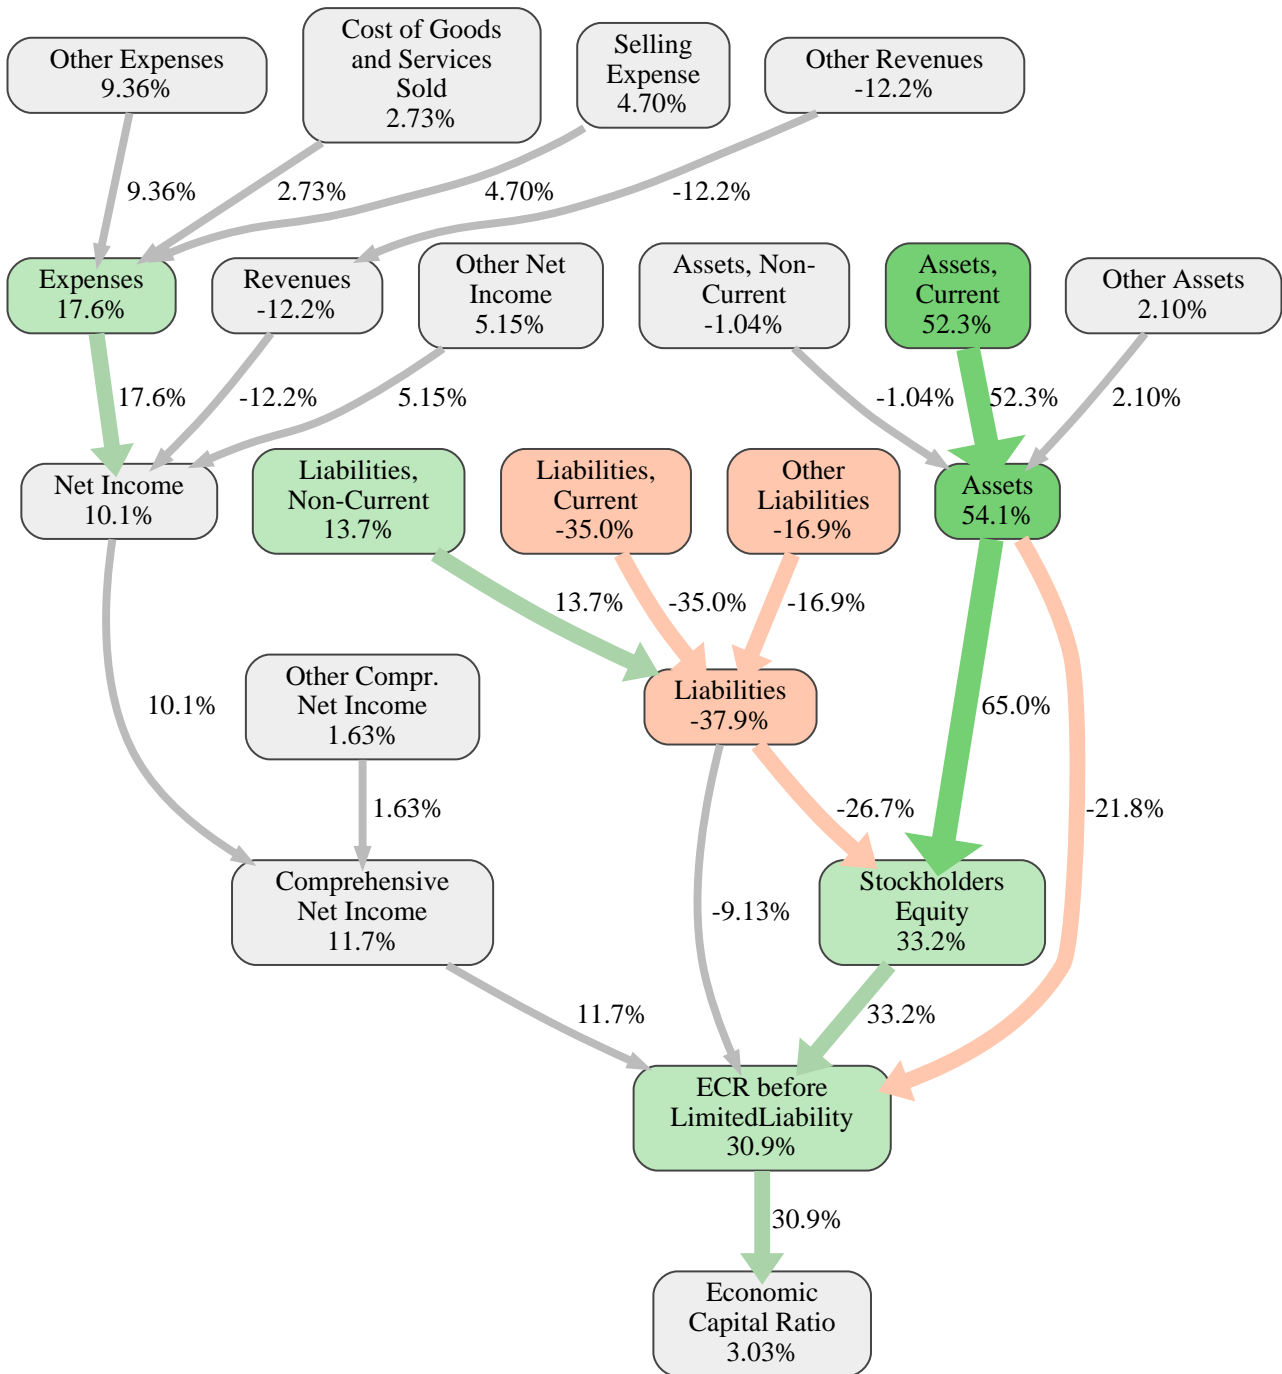 Other Expenses
9.36%
Cost of Goods
and Services
Sold
2.73%
Selling
Expense
4.70%
Other Revenues
-12.2%
9.36%
2.73%
4.70%
-12.2%
Expenses
17.6%
Revenues
-12.2%
Other Net
Income
5.15%
Assets, Non-
Current
-1.04%
Assets,
Current
52.3%
Other Assets
2.10%
17.6%
-12.2%
5.15%
-1.04%
52.3%
2.10%
Net Income
10.1%
Liabilities,
Non-Current
13.7%
Liabilities,
Current
-35.0%
Other
Liabilities
-16.9%
Assets
54.1%
13.7%
-35.0%
-16.9%
10.1%
Other Compr.
Net Income
1.63%
Liabilities
-37.9%
65.0%
1.63%
-26.7%
-21.8%
Comprehensive
Net Income
11.7%
-9.13%
Stockholders
Equity
33.2%
11.7%
33.2%
ECR before
LimitedLiability
30.9%
30.9%
Economic
Capital Ratio
3.03%